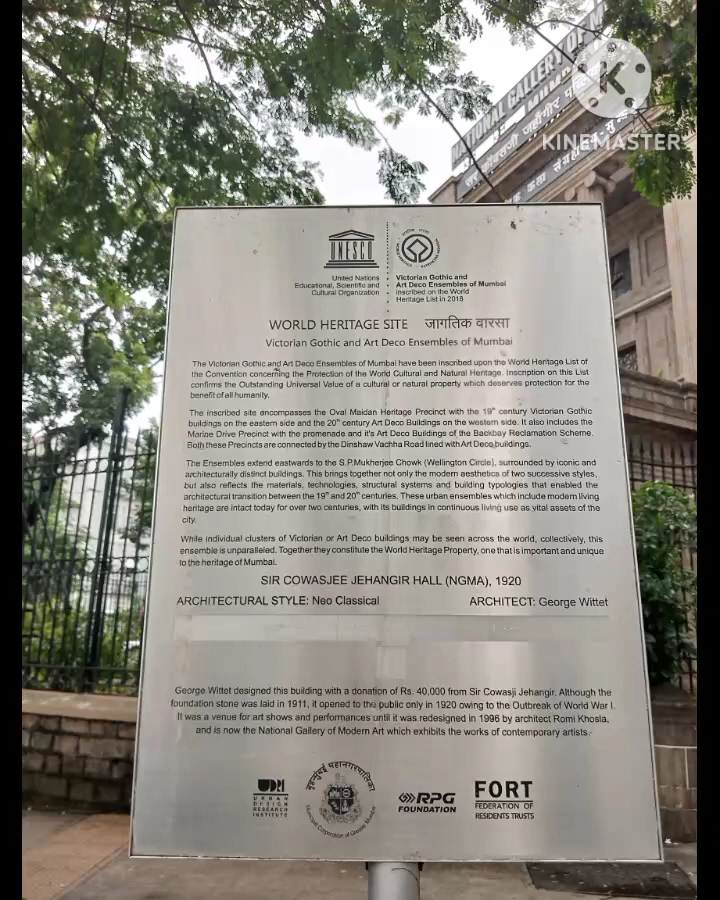 NATIONAL GALLERY OF M
KINEMASTER
UNESCO
United Nations
Educational, Scientific and
Cultural Organization
Victorian Gothic and
Art Deco Ensembles of Mumbai
inscribed on the World
Heritage List in 2018
WORLD HERITAGE SITE जागतिक वारसा
Victorian Gothic and Art Deco Ensembles of Mumbai
The Victorian Gothic and Art Deco Ensembles of Mumbai have been inscribed upon the World Heritage List of
the Convention concerning the Protection of the World Cultural and Natural Heritage. Inscription on this List
confirms the Outstanding Universal Value of a cultural or natural property which deserves protection for the
benefit of all humanity.
The inscribed site encompasses the Oval Maidan Heritage Precinct with the 19th century Victorian Gothic
buildings on the eastern side and the 20th century Art Deco Buildings on the western side. It also includes the
Marine Drive Precinct with the promenade and it's Art Deco Buildings of the Backbay Reclamation Scheme.
Both these Precincts are connected by the Dinshaw Vachha Road lined with Art Deco buildings.
The Ensembles extend eastwards to the S.P.Mukherjee Chowk (Wellington Circle), surrounded by iconic and
architecturally distinct buildings. This brings together not only the modern aesthetics of two successive styles,
but also reflects the materials, technologies, structural systems and building typologies that enabled the
architectural transition between the 19th and 20th centuries. These urban ensembles which include modern living
heritage are intact today for over two centuries, with its buildings in continuous living use as vital assets of the
city.
While individual clusters of Victorian or Art Deco buildings may be seen across the world, collectively, this
ensemble is unparalleled. Together they constitute the World Heritage Property, one that is important and unique
to the heritage of Mumbai.
SIR COWASJEE JEHANGIR HALL (NGMA), 1920
ARCHITECTURAL STYLE: Neo Classical ARCHITECT: George Wittet
George Wittet designed this building with a donation of Rs. 40,000 from Sir Cowasji Jehangir. Although the
foundation stone was laid in 1911, it opened to the public only in 1920 owing to the Outbreak of World War I.
It was a venue for art shows and performances until it was redesigned in 1996 by architect Romi Khosla,
and is now the National Gallery of Modern Art which exhibits the works of contemporary artists.
UDRI
URBAN
DESIGN
RESEARCH
INSTITUTE
बृहन्मुंबई महानगरपालिका
Municipal Corporation of Greater Mumbai
RPG
FOUNDATION
FORT
FEDERATION OF
RESIDENTS TRUSTS